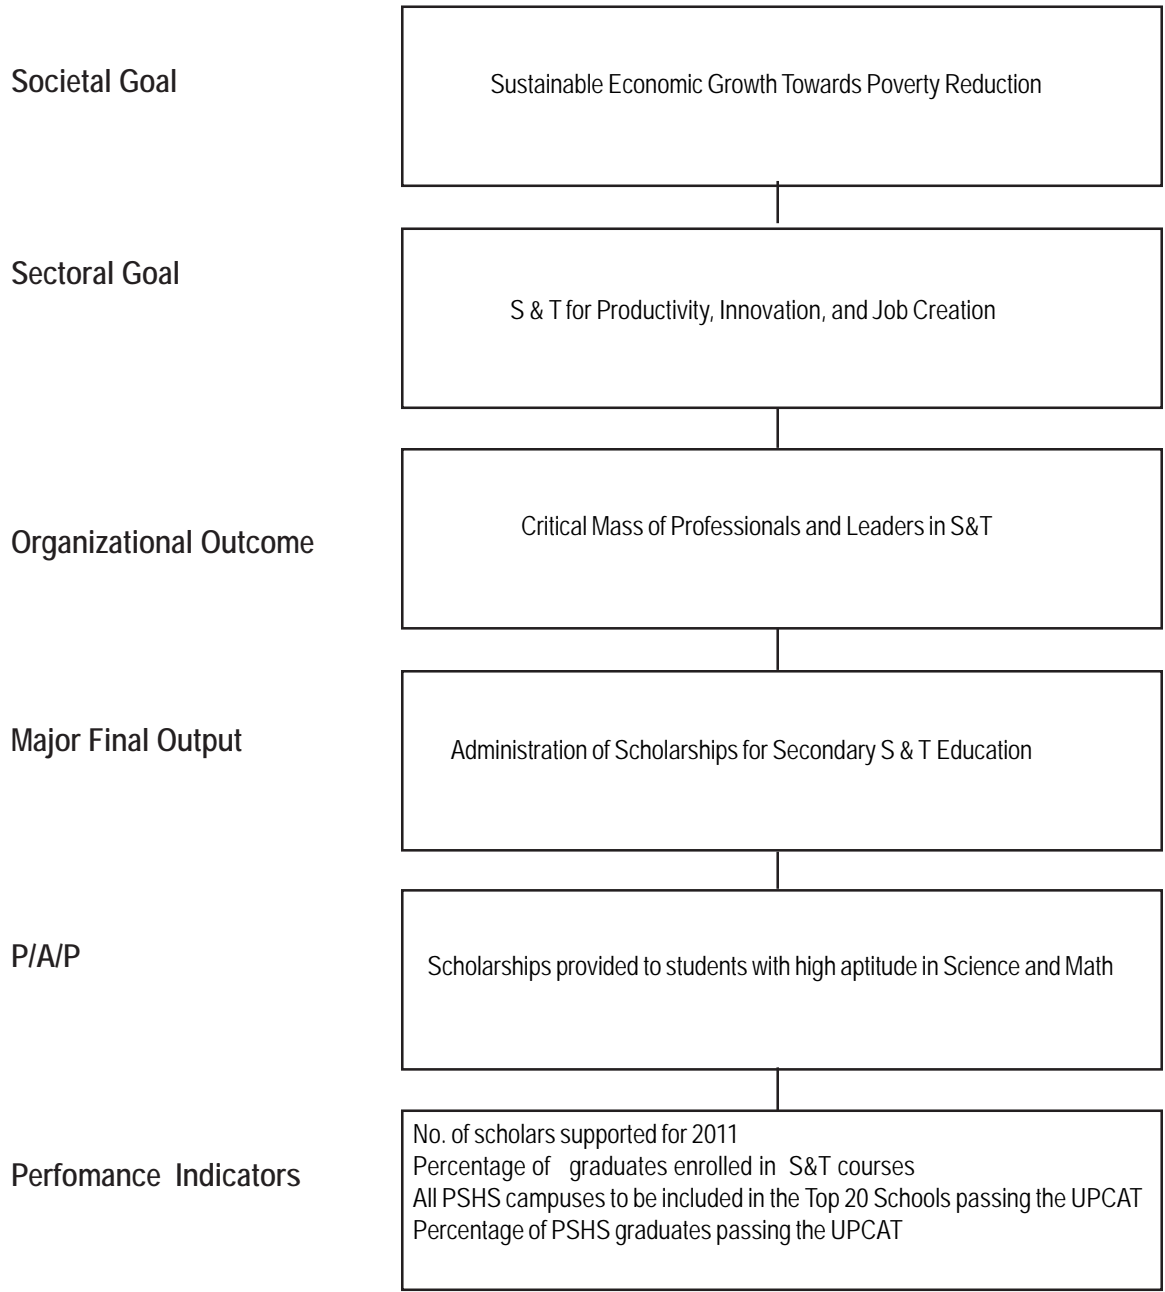 Societal Goal
Sustainable Economic Growth Towards Poverty Reduction
Sectoral Goal
S & T for Productivity, Innovation, and Job Creation
Organizational Outcome
Critical Mass of Professionals and Leaders in S&T
Major Final Output
Administration of Scholarships for Secondary S & T Education
P/A/P
Scholarships provided to students with high aptitude in Science and Math
Perfomance Indicators
No. of scholars supported for 2011
Percentage of graduates enrolled in S&T courses
All PSHS campuses to be included in the Top 20 Schools passing the UPCAT
Percentage of PSHS graduates passing the UPCAT